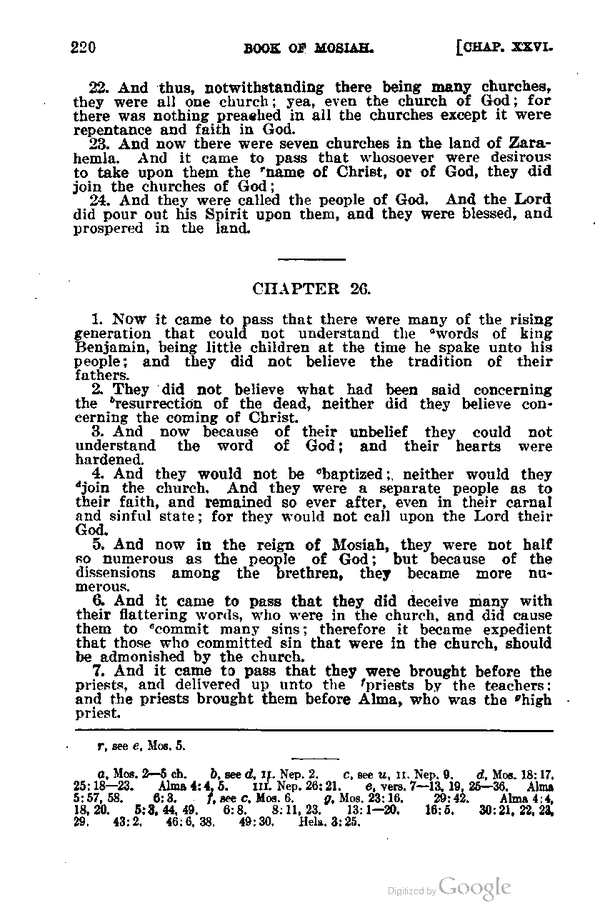 220 BOOK OF MOSIAH. [CHAP. XXVI.
22. And thus, notwithstanding there being many churches,
they were all one church; yea, even the church of God; for
there was nothing preached in all the churches except it were
repentance and faith in God.
23. And now there were seven churches in the land of Zara-
hemla. And it came to pass that whosoever were desirous
to take upon them the ʳname of Christ, or of God, they did
join the churches of God;
24. And they were called the people of God. And the Lord
did pour out his Spirit upon them, and they were blessed, and
prospered in the land.
CHAPTER 26.
1. Now it came to pass that there were many of the rising
generation that could not understand the ᵃwords of king
Benjamin, being little children at the time he spake unto his
people; and they did not believe the tradition of their
fathers.
2. They did not believe what had been said concerning
the ᵇresurrection of the dead, neither did they believe con-
cerning the coming of Christ.
3. And now because of their unbelief they could not
understand the word of God; and their hearts were
hardened.
4. And they would not be ᶜbaptized; neither would they
ᵈjoin the church. And they were a separate people as to
their faith, and remained so ever after, even in their carnal
and sinful state; for they would not call upon the Lord their
God.
5. And now in the reign of Mosiah, they were not half
so numerous as the people of God; but because of the
dissensions among the brethren, they became more nu-
merous.
6. And it came to pass that they did deceive many with
their flattering words, who were in the church, and did cause
them to ᵉcommit many sins; therefore it became expedient
that those who committed sin that were in the church, should
be admonished by the church.
7. And it came to pass that they were brought before the
priests, and delivered up unto the ᶠpriests by the teachers;
and the priests brought them before Alma, who was the ᵍhigh
priest.
r, see e, Mos. 5.
a, Mos. 2—5 ch. b, see d, II. Nep. 2. c, see u, II. Nep. 9. d, Mos. 18:17.
25:18—23. Alma 4:4, 5. III. Nep. 26:21. e, vers. 7—13, 19, 25—36. Alma
5:57, 58. 6:3. f, see c, Mos. 6. g, Mos. 23:16. 29:42. Alma 4:4,
18, 20. 5:3, 44, 49. 6:8. 8:11, 23. 13:1—20. 16:5. 30:21, 22, 23,
29. 43:2. 46:6, 38. 49:30. Hela. 3:25.
Digitized by Google